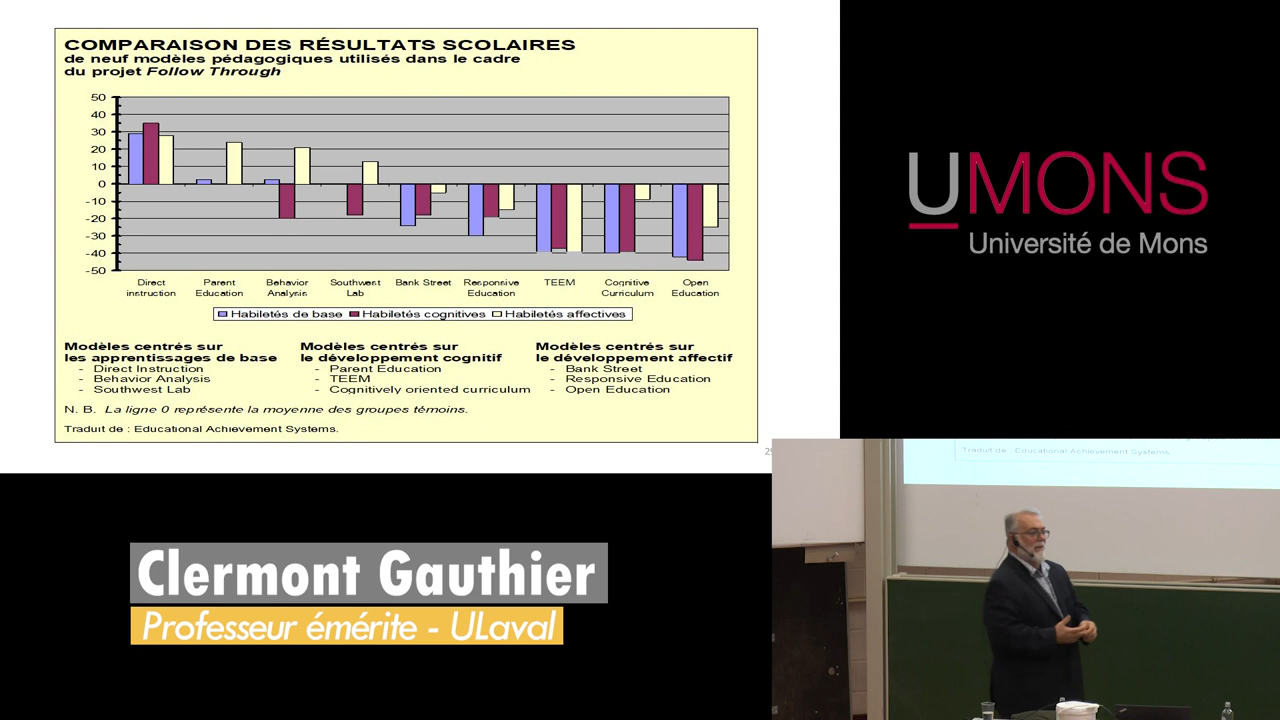 COMPARAISON DES RÉSULTATS SCOLAIRES
de neuf modèles pédagogiques utilisés dans le cadre
du projet Follow Through
50
40
30
20
10
0
-10
-20
-30
-40
-50
Direct instruction
Parent Education
Behavior Analysis
Southwest Lab
Bank Street
Responsive Education
TEEM
Cognitive Curriculum
Open Education
Habiletés de base Habiletés cognitives Habiletés affectives
Modèles centrés sur
les apprentissages de base
- Direct Instruction
- Behavior Analysis
- Southwest Lab
Modèles centrés sur
le développement cognitif
- Parent Education
- TEEM
- Cognitively oriented curriculum
Modèles centrés sur
le développement affectif
- Bank Street
- Responsive Education
- Open Education
N. B. La ligne 0 représente la moyenne des groupes témoins.
Traduit de : Educational Achievement Systems.
UMONS
Université de Mons
Traduit de : Educational Achievement Systems
Clermont Gauthier
Professeur émérite - ULaval